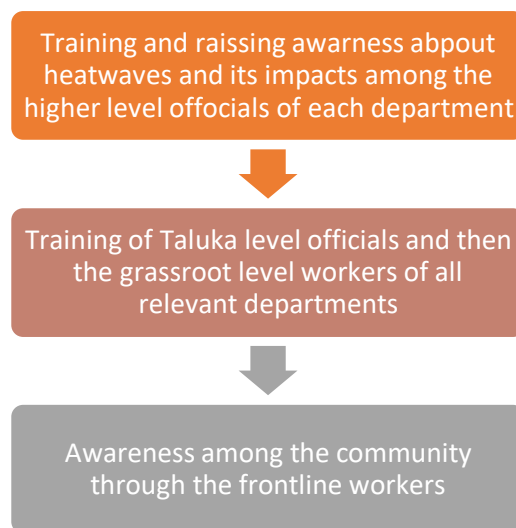 Training and raissing awarness abpout
heatwaves and its impacts among the
higher level offocials of each department
Training of Taluka level officials and then
the grassroot level workers of all
relevant departments
Awareness among the community
through the frontline workers